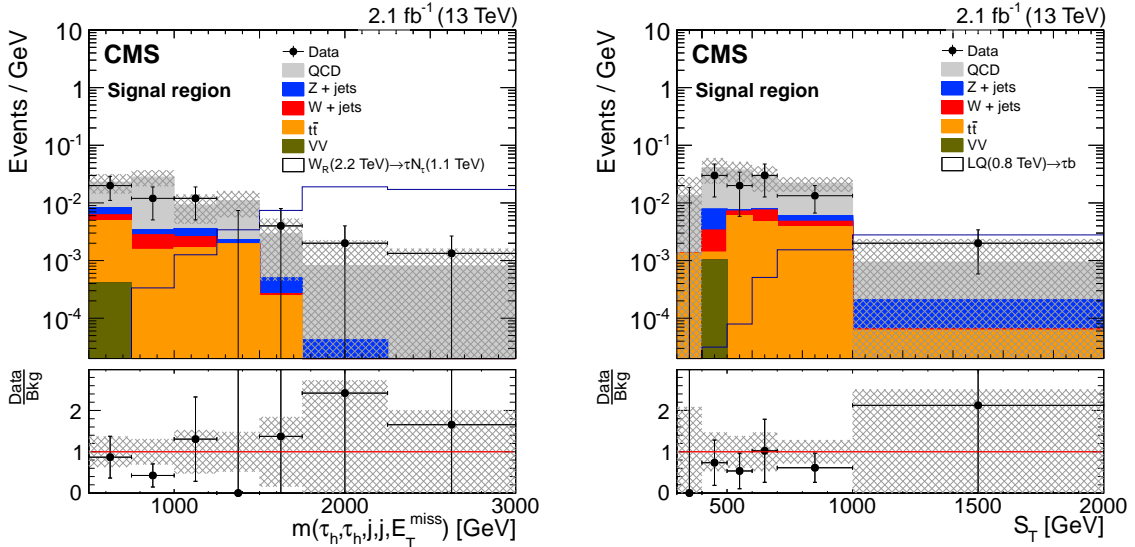 2.1 fb⁻¹ (13 TeV)
Events / GeV
10
1
10⁻¹
10⁻²
10⁻³
10⁻⁴
CMS
Signal region
Data
QCD
Z + jets
W + jets
tt̄
VV
W_R(2.2 TeV)→τN_τ(1.1 TeV)
Data
Bkg
2
1
0
1000 2000 3000
m(τ_h,τ_h,j,j,E_T^miss) [GeV]
2.1 fb⁻¹ (13 TeV)
Events / GeV
10
1
10⁻¹
10⁻²
10⁻³
10⁻⁴
CMS
Signal region
Data
QCD
Z + jets
W + jets
tt̄
VV
LQ(0.8 TeV)→τb
Data
Bkg
2
1
0
500 1000 1500 2000
S_T [GeV]